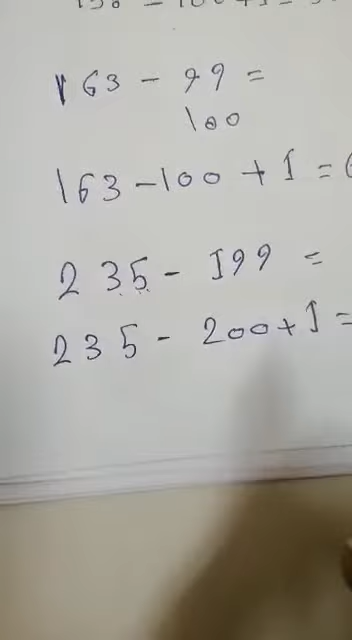 163 - 99 =
100
163 - 100 + 1 =
235 - 199 =
235 - 200 + 1 =